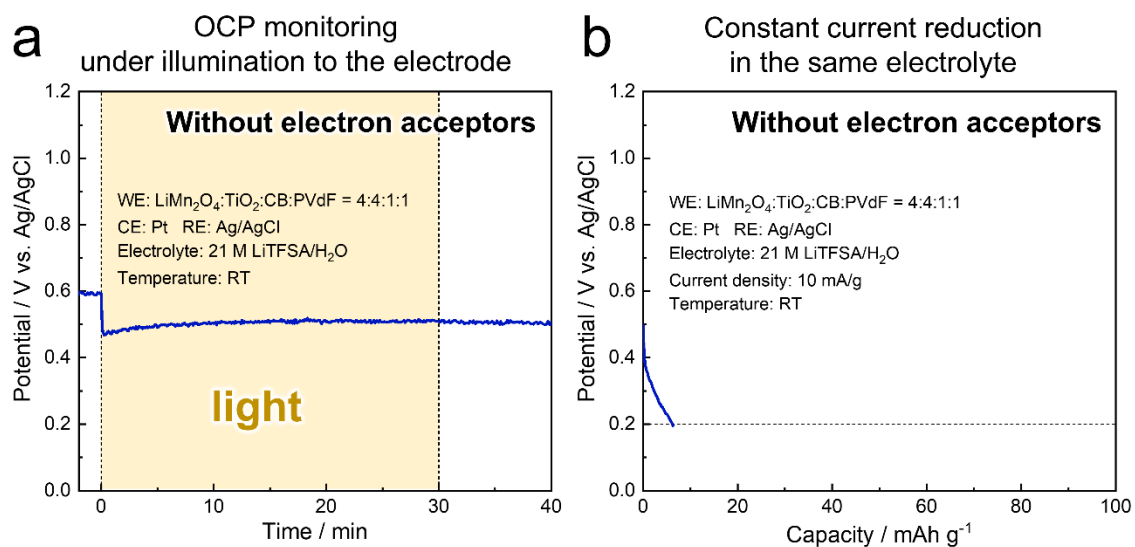 a
OCP monitoring
under illumination to the electrode
1.2
1.0
0.8
0.6
0.4
0.2
0.0
Potential / V vs. Ag/AgCl
Without electron acceptors
WE: LiMn₂O₄:TiO₂:CB:PVdF = 4:4:1:1
CE: Pt RE: Ag/AgCl
Electrolyte: 21 M LiTFSA/H₂O
Temperature: RT
light
0 10 20 30 40
Time / min
b
Constant current reduction
in the same electrolyte
1.2
1.0
0.8
0.6
0.4
0.2
0.0
Potential / V vs. Ag/AgCl
Without electron acceptors
WE: LiMn₂O₄:TiO₂:CB:PVdF = 4:4:1:1
CE: Pt RE: Ag/AgCl
Electrolyte: 21 M LiTFSA/H₂O
Current density: 10 mA/g
Temperature: RT
0 20 40 60 80 100
Capacity / mAh g⁻¹